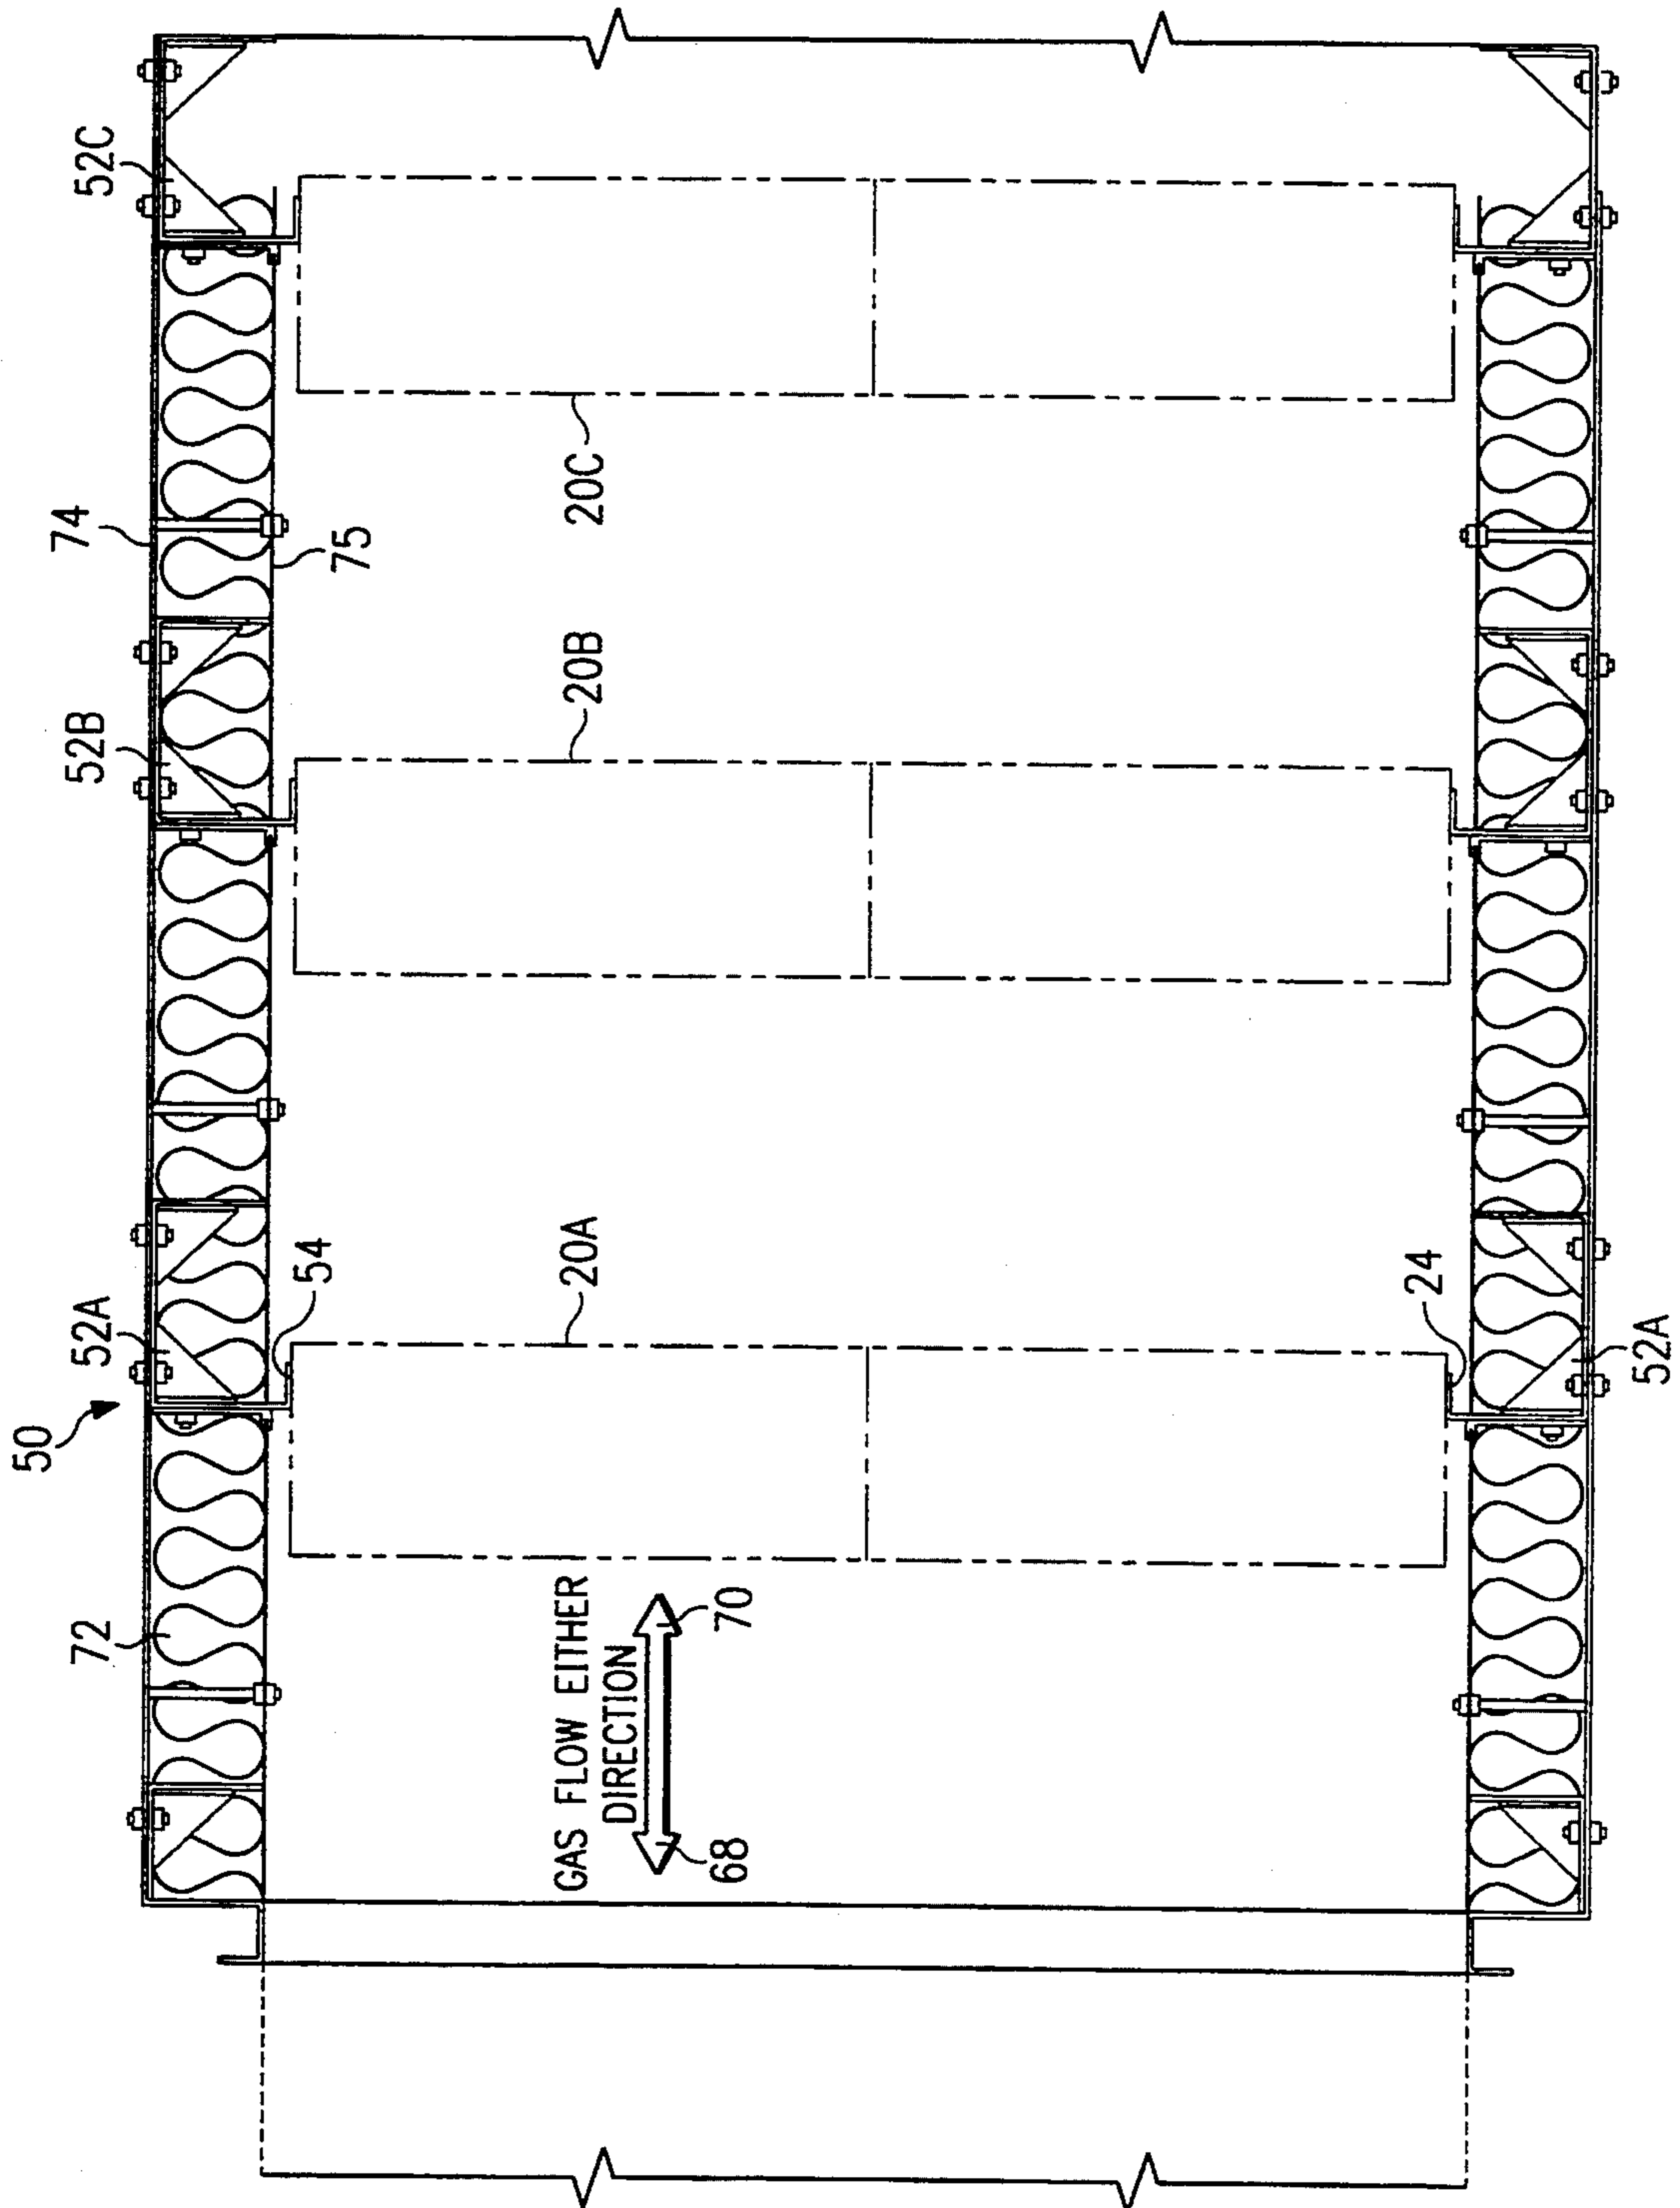 50
72
52A
52B
74
52C
54
75
GAS FLOW EITHER
DIRECTION
20A
20B
20C
68
70
24
52A